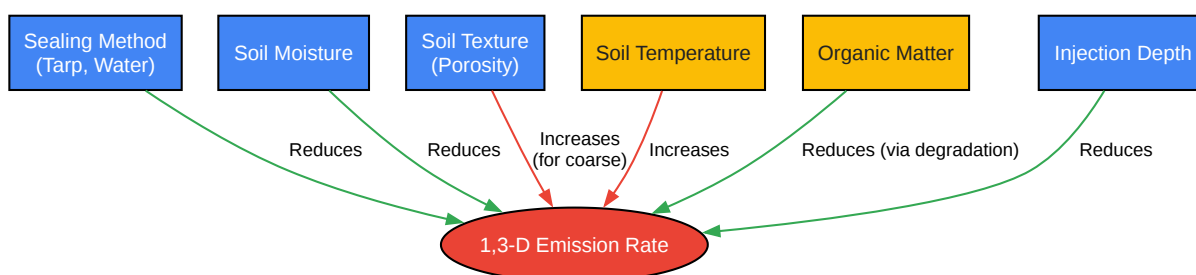 Sealing Method
(Tarp, Water)
Soil Moisture
Soil Texture
(Porosity)
Soil Temperature
Organic Matter
Injection Depth
Reduces
Reduces
Increases
(for coarse)
Increases
Reduces (via degradation)
Reduces
1,3-D Emission Rate